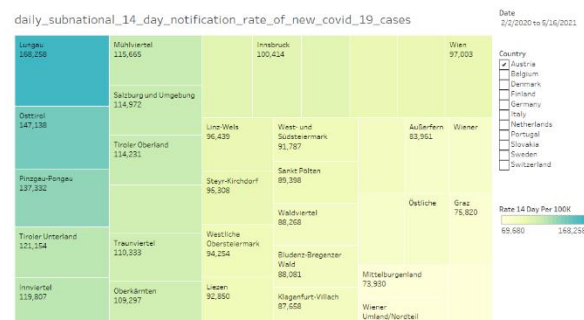 daily_subnational_14_day_notification_rate_of_new_covid_19_cases
Date
2/2/2020 to 5/16/2021
Country
Austria
Belgium
Denmark
Finland
Germany
Italy
Netherlands
Portugal
Slovakia
Sweden
Switzerland
Rate 14 Day Per 100K
69,680 168,258
Lungau
168,258
Osttirol
147,138
Pinzgau-Pongau
137,332
Tiroler Unterland
121,154
Innviertel
119,807
Mühlviertel
115,665
Salzburg und Umgebung
114,972
Tiroler Oberland
114,231
Traunviertel
110,333
Oberkärnten
109,297
Innsbruck
100,414
Wien
97,003
Linz-Wels
96,439
Steyr-Kirchdorf
95,308
Westliche
Obersteiermark
94,254
Liezen
92,850
West- und
Südsteiermark
91,787
Sankt Pölten
89,398
Waldviertel
88,268
Bludenz-Bregenzer
Wald
88,081
Klagenfurt-Villach
87,658
Außerfern
83,961
Wiener
Östliche
Graz
75,820
Mittelburgenland
73,930
Wiener
Umland/Nordteil